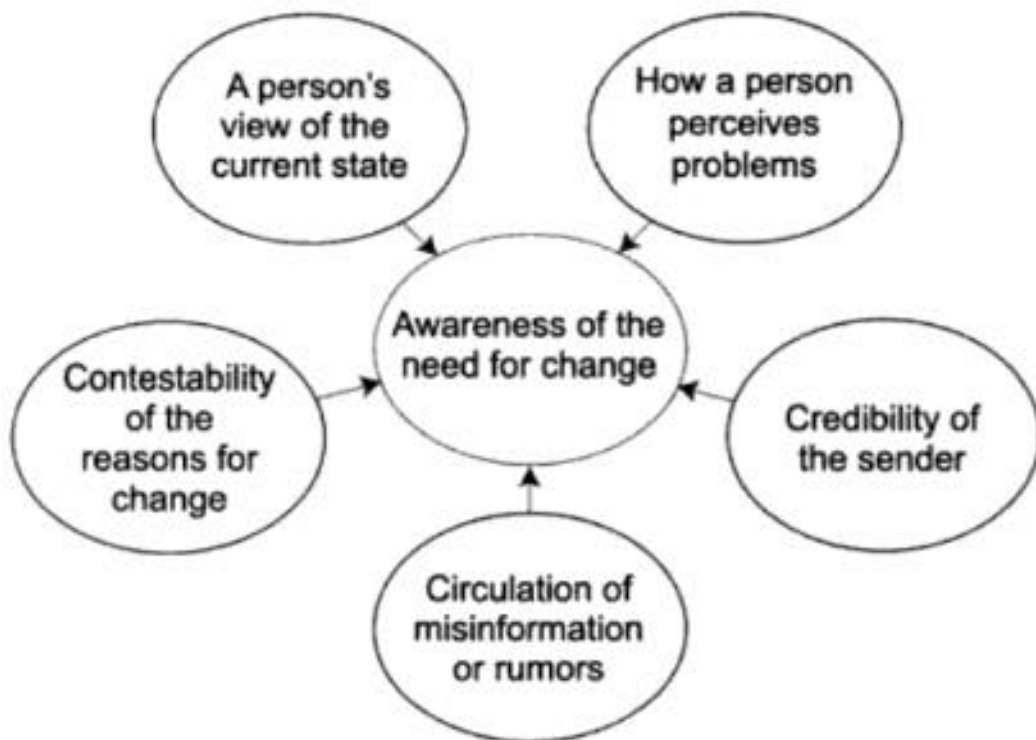 A person's
view of the
current state
How a person
perceives
problems
Awareness of the
need for change
Contestability
of the
reasons for
change
Credibility of
the sender
Circulation of
misinformation
or rumors